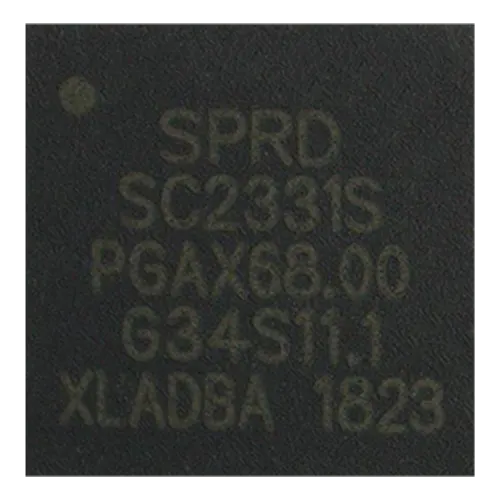 SPRD
SC2331S
PGAX68.00
G34S11.1
XLAD8A 1823